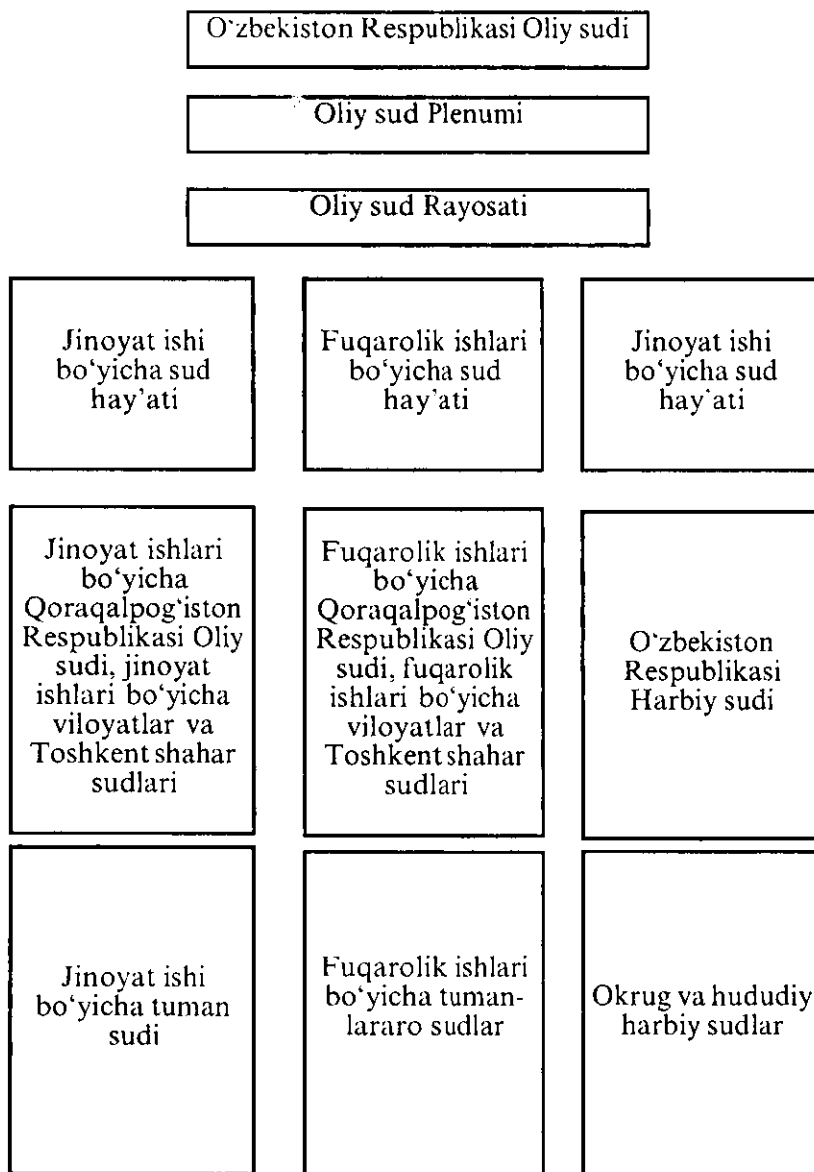 O‘zbekiston Respublikasi Oliy sudi
Oliy sud Plenumi
Oliy sud Rayosati
Jinoyat ishi
bo‘yicha sud
hay’ati
Fuqarolik ishlari
bo‘yicha sud
hay‘ati
Jinoyat ishi
bo‘yicha sud
hay‘ati
Jinoyat ishlari
bo‘yicha
Qoraqalpog‘iston
Respublikasi Oliy
sudi, jinoyat
ishlari bo‘yicha
viloyatlar va
Toshkent shahar
sudlari
Fuqarolik ishlari
bo‘yicha
Qoraqalpog‘iston
Respublikasi Oliy
sudi, fuqarolik
ishlari bo‘yicha
viloyatlar va
Toshkent shahar
sudlari
O‘zbekiston
Respublikasi
Harbiy sudi
Jinoyat ishi
bo‘yicha tuman
sudi
Fuqarolik ishlari
bo‘yicha tuman-
lararo sudlar
Okrug va hududiy
harbiy sudlar